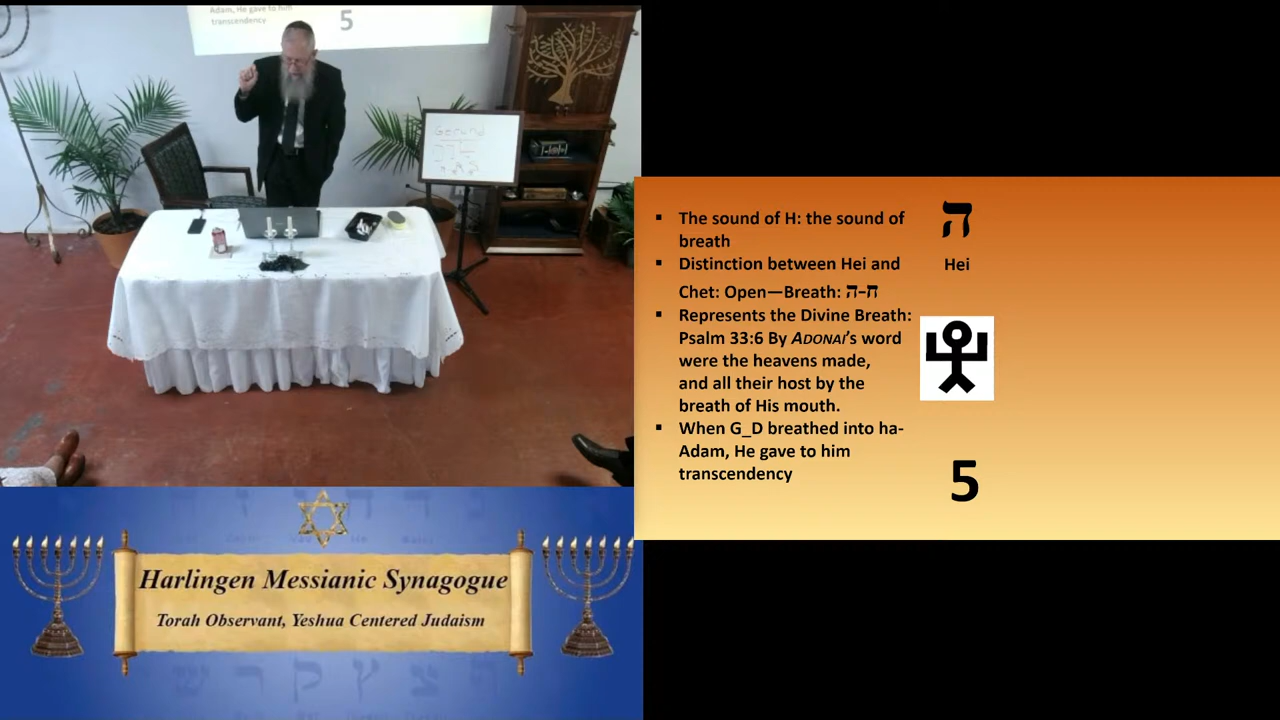 Adam, He gave to him
transcendency
5
Gerund
Harlingen Messianic Synagogue
Torah Observant, Yeshua Centered Judaism
▪ The sound of H: the sound of
breath
▪ Distinction between Hei and
Chet: Open—Breath: ח-ה
▪ Represents the Divine Breath:
Psalm 33:6 By ADONAI's word
were the heavens made,
and all their host by the
breath of His mouth.
▪ When G_D breathed into ha-
Adam, He gave to him
transcendency
ה
Hei
5